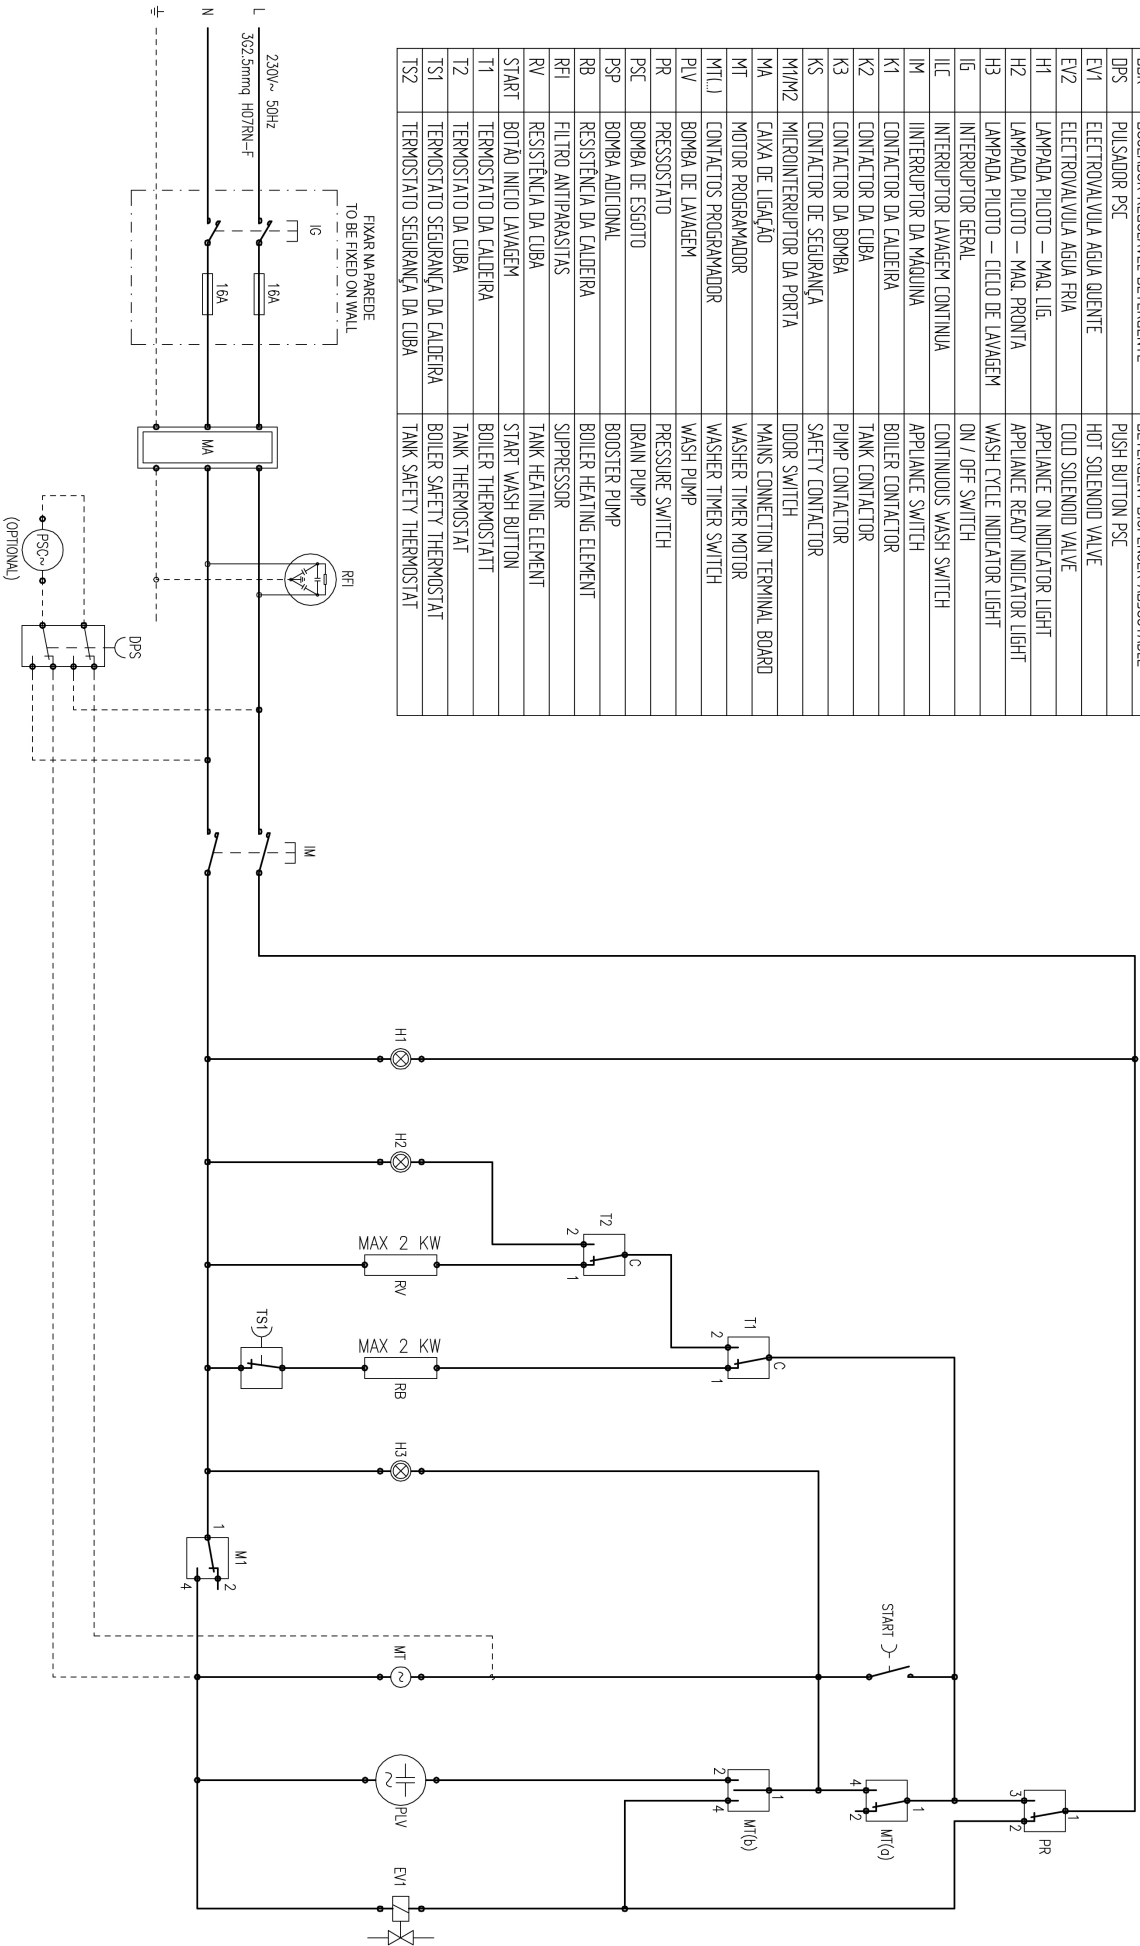 DPS PULSADOR PSC PUSH BUTTON PSC
EV1 ELECTROVALVULA AGUA QUENTE HOT SOLENOID VALVE
EV2 ELECTROVALVULA AGUA FRIA COLD SOLENOID VALVE
H1 LAMPADA PILOTO – MAQ. LIG. APPLIANCE ON INDICATOR LIGHT
H2 LAMPADA PILOTO – MAQ. PRONTA APPLIANCE READY INDICATOR LIGHT
H3 LAMPADA PILOTO – CICLO DE LAVAGEM WASH CYCLE INDICATOR LIGHT
IG INTERRUPTOR GERAL ON / OFF SWITCH
ILC INTERRUPTOR LAVAGEM CONTINUA CONTINUOUS WASH SWITCH
IM INTERRUPTOR DA MÁQUINA APPLIANCE SWITCH
K1 CONTACTOR DA CALDEIRA BOILER CONTACTOR
K2 CONTACTOR DA CUBA TANK CONTACTOR
K3 CONTACTOR DA BOMBA PUMP CONTACTOR
KS CONTACTOR DE SEGURANÇA SAFETY CONTACTOR
M1/M2 MICROINTERRUPTOR DA PORTA DOOR SWITCH
MA CAIXA DE LIGAÇÃO MAINS CONNECTION TERMINAL BOARD
MT MOTOR PROGRAMADOR WASHER TIMER MOTOR
MT(..) CONTACTOS PROGRAMADOR WASHER TIMER SWITCH
PLV BOMBA DE LAVAGEM WASH PUMP
PR PRESSOSTATO PRESSURE SWITCH
PSC BOMBA DE ESGOTO DRAIN PUMP
PSP BOMBA ADICIONAL BOOSTER PUMP
RB RESISTÊNCIA DA CALDEIRA BOILER HEATING ELEMENT
RFI FILTRO ANTIPARASITAS SUPPRESSOR
RV RESISTÊNCIA DA CUBA TANK HEATING ELEMENT
START BOTÃO INICIO LAVAGEM START WASH BUTTON
T1 TERMOSTATO DA CALDEIRA BOILER THERMOSTATT
T2 TERMOSTATO DA CUBA TANK THERMOSTAT
TS1 TERMOSTATO SEGURANÇA DA CALDEIRA BOILER SAFETY THERMOSTAT
TS2 TERMOSTATO SEGURANÇA DA CUBA TANK SAFETY THERMOSTAT
L
N
230V~ 50Hz
3G2.5mmq H07RN-F
FIXAR NA PAREDE
TO BE FIXED ON WALL
IG
16A
16A
MA
RFI
PSC~
(OPTIONAL)
DPS
IM
H1
H2
T2
2
C
1
MAX 2 KW
RV
T1
2
C
1
TS1
MAX 2 KW
RB
H3
1
M1
2
4
START
MT
~
PLV
~
2
1
4
MT(b)
4
1
2
MT(a)
3
1
2
PR
EV1